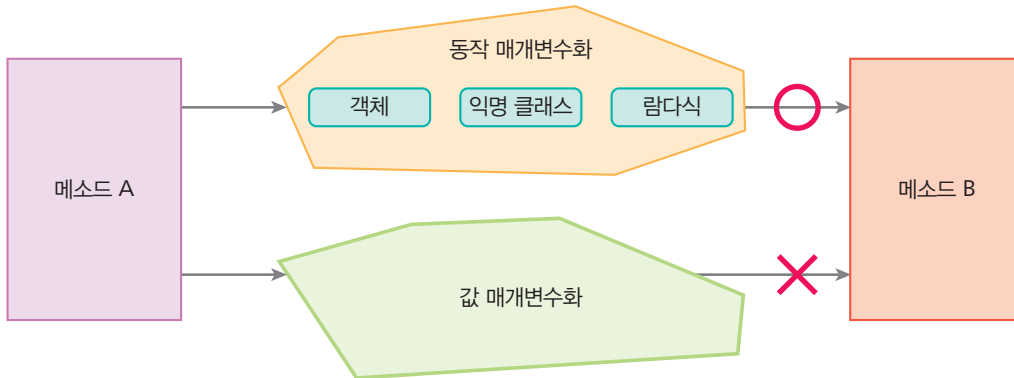 동작 매개변수화
객체
익명 클래스
람다식
메소드 A
메소드 B
값 매개변수화